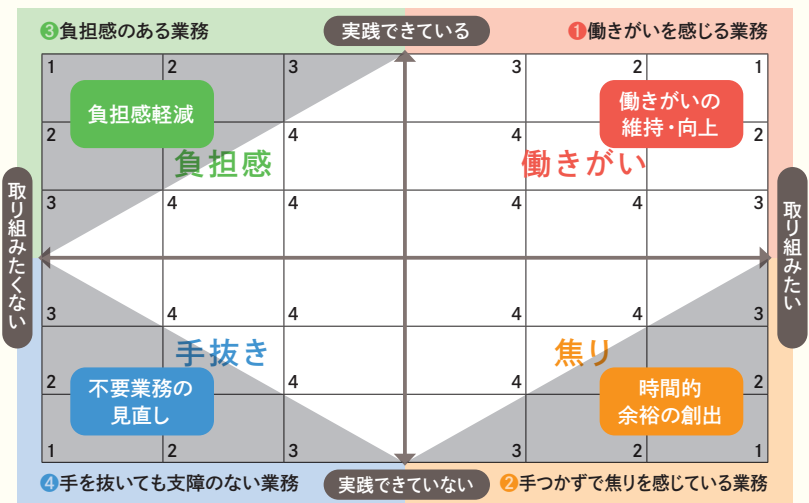 ❸負担感のある業務
実践できている
❶働きがいを感じる業務
1 2 3 3 2 1
負担感軽減
働きがいの
維持・向上
2 4 4 2
負担感
働きがい
3 4 4 4 4 3
取り組みたくない
取り組みたい
3 4 4 4 4 3
手抜き
焦り
2 4 4 2
不要業務の
見直し
時間的
余裕の創出
1 2 3 3 2 1
❹手を抜いても支障のない業務
実践できていない
❷手つかずで焦りを感じている業務